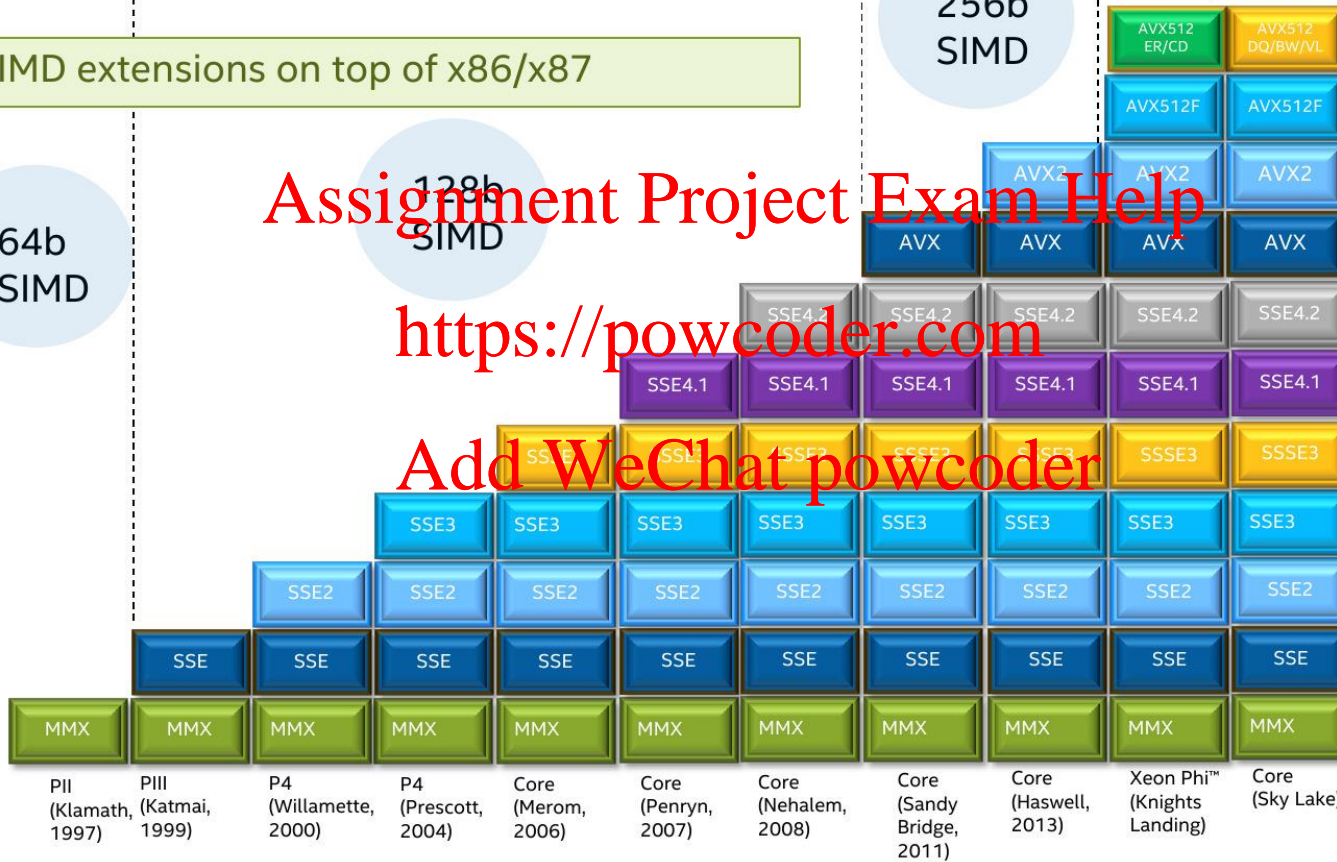 256b
SIMD
AVX512
ER/CD
AVX512
DQ/BW/VL
IMD extensions on top of x86/x87
AVX512F AVX512F
128b
SIMD
AVX2 AVX2 AVX2
Assignment Project Exam Help
64b
SIMD
AVX AVX AVX AVX
SSE4.2 SSE4.2 SSE4.2 SSE4.2 SSE4.2
https://powcoder.com
SSE4.1 SSE4.1 SSE4.1 SSE4.1 SSE4.1 SSE4.1
SSSE3 SSSE3 SSSE3 SSSE3 SSSE3
Add WeChat powcoder
SSE3 SSE3 SSE3 SSE3 SSE3 SSE3 SSE3 SSE3
SSE2 SSE2 SSE2 SSE2 SSE2 SSE2 SSE2 SSE2 SSE2
SSE SSE SSE SSE SSE SSE SSE SSE SSE SSE
MMX MMX MMX MMX MMX MMX MMX MMX MMX MMX MMX
PII
(Klamath,
1997)
PIII
(Katmai,
1999)
P4
(Willamette,
2000)
P4
(Prescott,
2004)
Core
(Merom,
2006)
Core
(Penryn,
2007)
Core
(Nehalem,
2008)
Core
(Sandy
Bridge,
2011)
Core
(Haswell,
2013)
Xeon Phi™
(Knights
Landing)
Core
(Sky Lake)